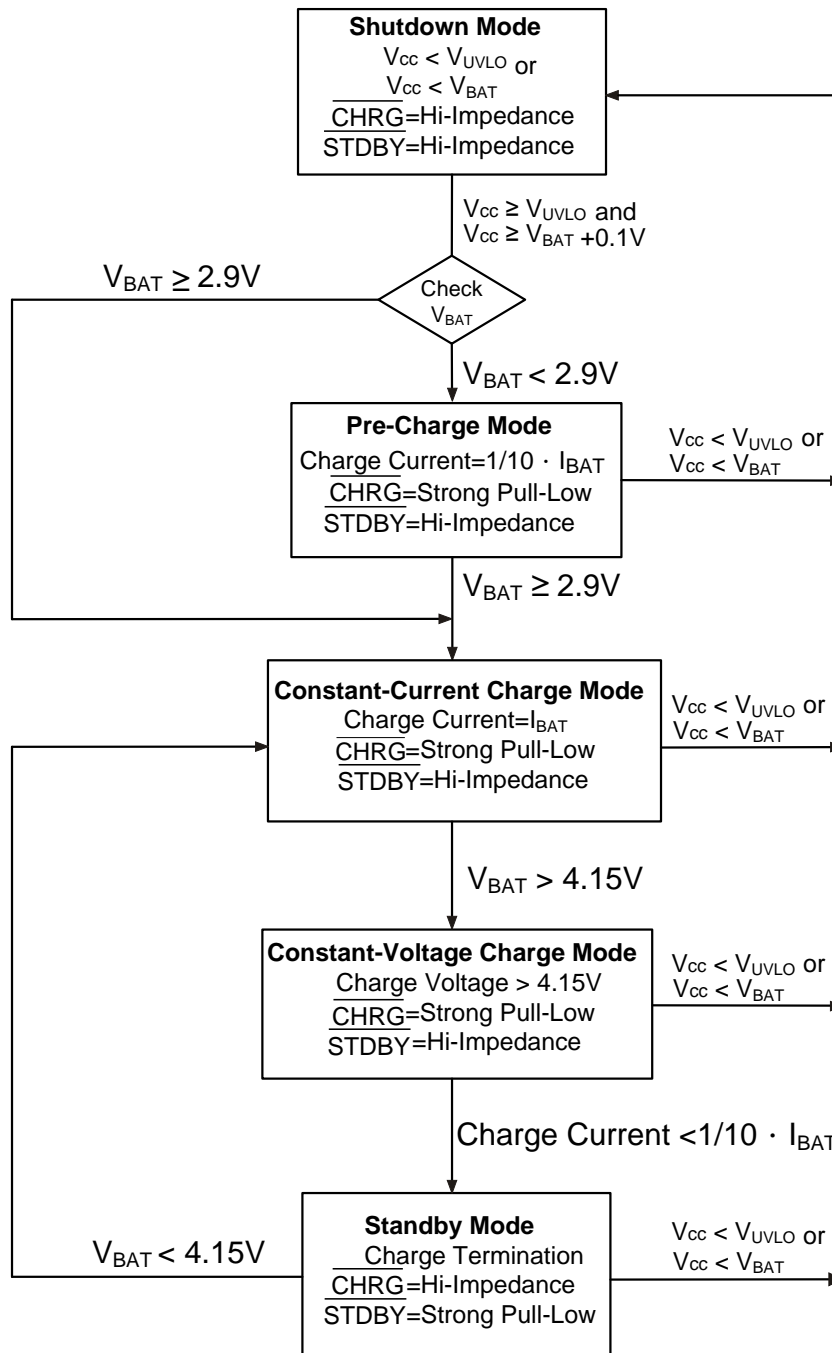 Shutdown Mode
Vcc < VUVLO or
Vcc < VBAT
CHRG=Hi-Impedance
STDBY=Hi-Impedance
Vcc ≥ VUVLO and
Vcc ≥ VBAT +0.1V
VBAT ≥ 2.9V
Check
VBAT
VBAT < 2.9V
Pre-Charge Mode
Charge Current=1/10 · IBAT
CHRG=Strong Pull-Low
STDBY=Hi-Impedance
Vcc < VUVLO or
Vcc < VBAT
VBAT ≥ 2.9V
Constant-Current Charge Mode
Charge Current=IBAT
CHRG=Strong Pull-Low
STDBY=Hi-Impedance
Vcc < VUVLO or
Vcc < VBAT
VBAT > 4.15V
Constant-Voltage Charge Mode
Charge Voltage > 4.15V
CHRG=Strong Pull-Low
STDBY=Hi-Impedance
Vcc < VUVLO or
Vcc < VBAT
Charge Current <1/10 · IBAT
Standby Mode
Charge Termination
CHRG=Hi-Impedance
STDBY=Strong Pull-Low
VBAT < 4.15V
Vcc < VUVLO or
Vcc < VBAT